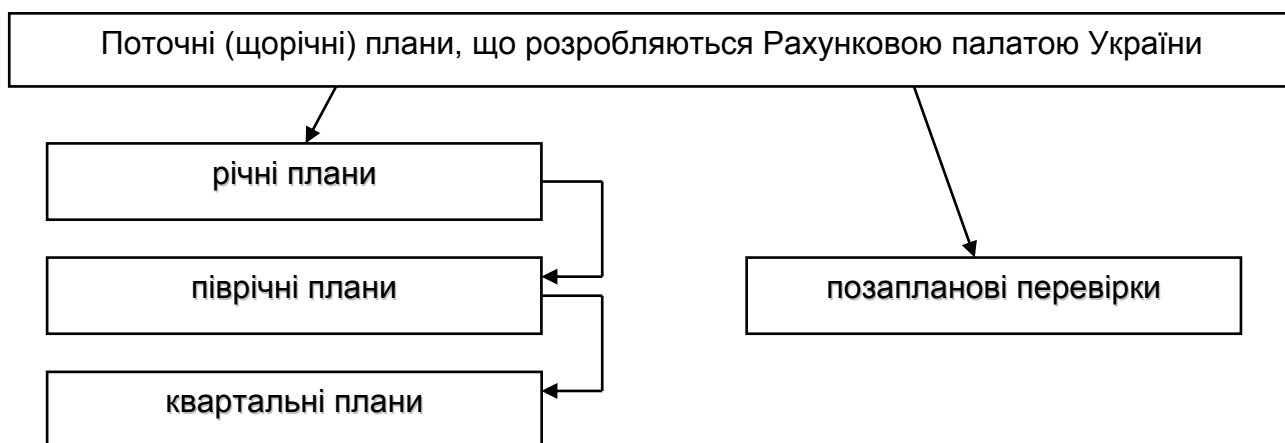 Поточні (щорічні) плани, що розробляються Рахунковою палатою України
річні плани
піврічні плани
позапланові перевірки
квартальні плани